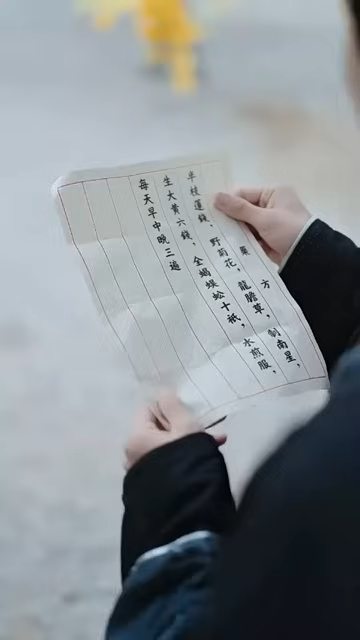 藥方
半枝蓮錢，野菊花，龍膽草，制南星，
生大黃六錢，全蝎蜈蚣十祇，水煎服，
每天早中晚三遍